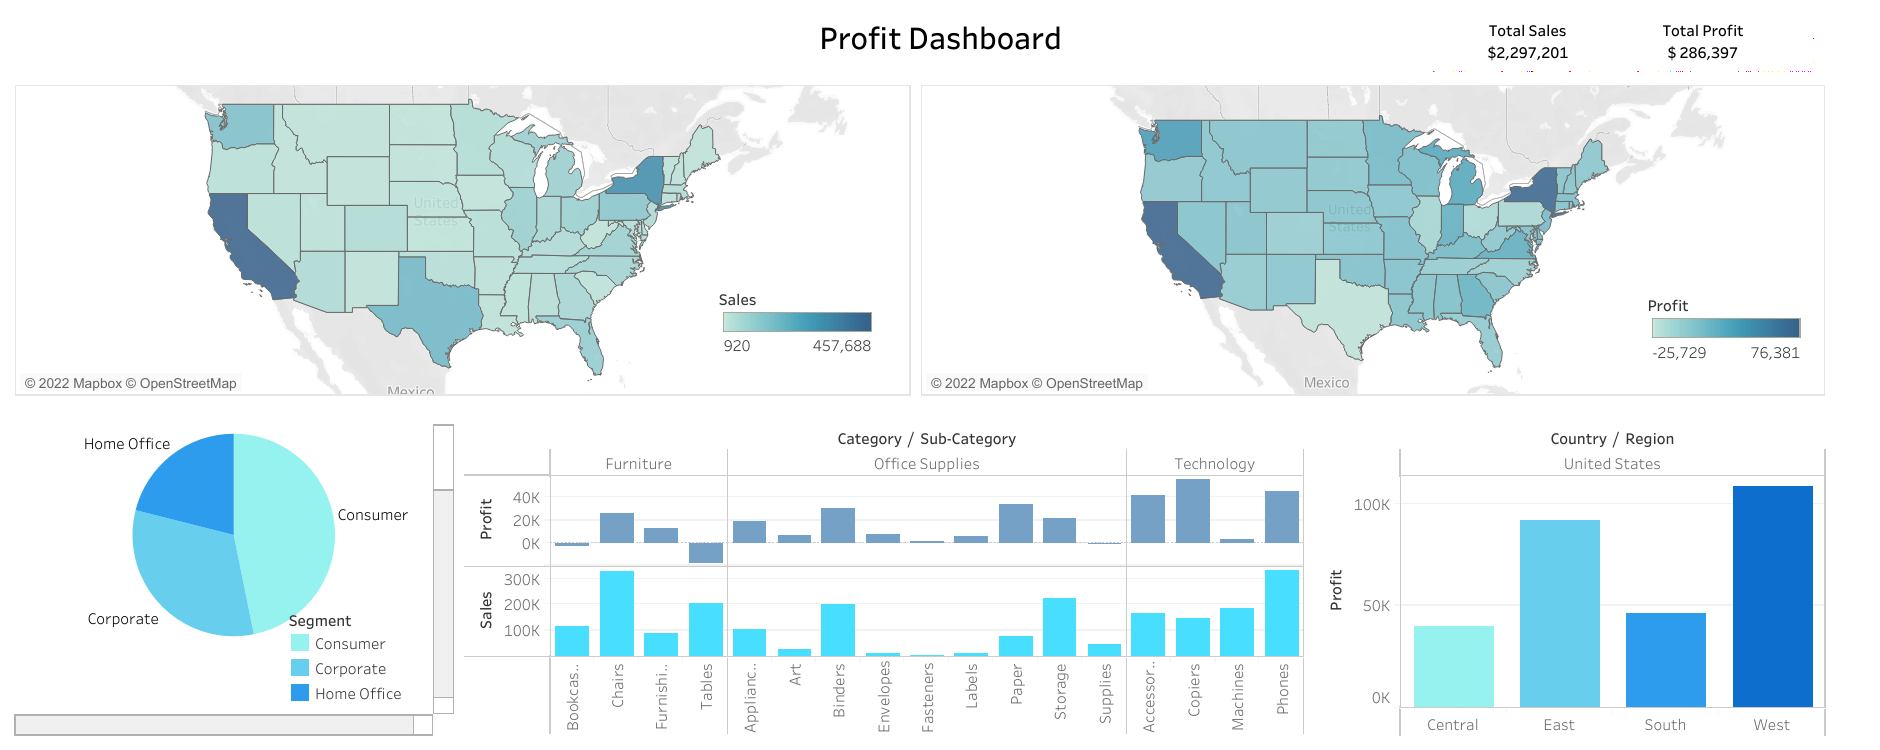 Profit Dashboard
Total Sales
$2,297,201
Total Profit
$ 286,397
United
States
Mexico
Sales
920
457,688
© 2022 Mapbox © OpenStreetMap
United
States
Mexico
Profit
-25,729
76,381
© 2022 Mapbox © OpenStreetMap
Home Office
Consumer
Corporate
Segment
Consumer
Corporate
Home Office
Category / Sub-Category
Furniture
Office Supplies
Technology
Profit
40K
20K
0K
Sales
300K
200K
100K
Bookcas..
Chairs
Furnishi..
Tables
Applianc..
Art
Binders
Envelopes
Fasteners
Labels
Paper
Storage
Supplies
Accessor..
Copiers
Machines
Phones
Country / Region
United States
Profit
100K
50K
0K
Central
East
South
West